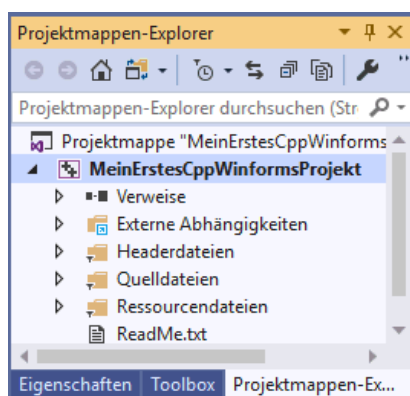 Projektmappen-Explorer
Projektmappen-Explorer durchsuchen (Str
Projektmappe "MeinErstesCppWinforms
MeinErstesCppWinformsProjekt
Verweise
Externe Abhängigkeiten
Headerdateien
Quelldateien
Ressourcendateien
ReadMe.txt
Eigenschaften Toolbox Projektmappen-Ex...